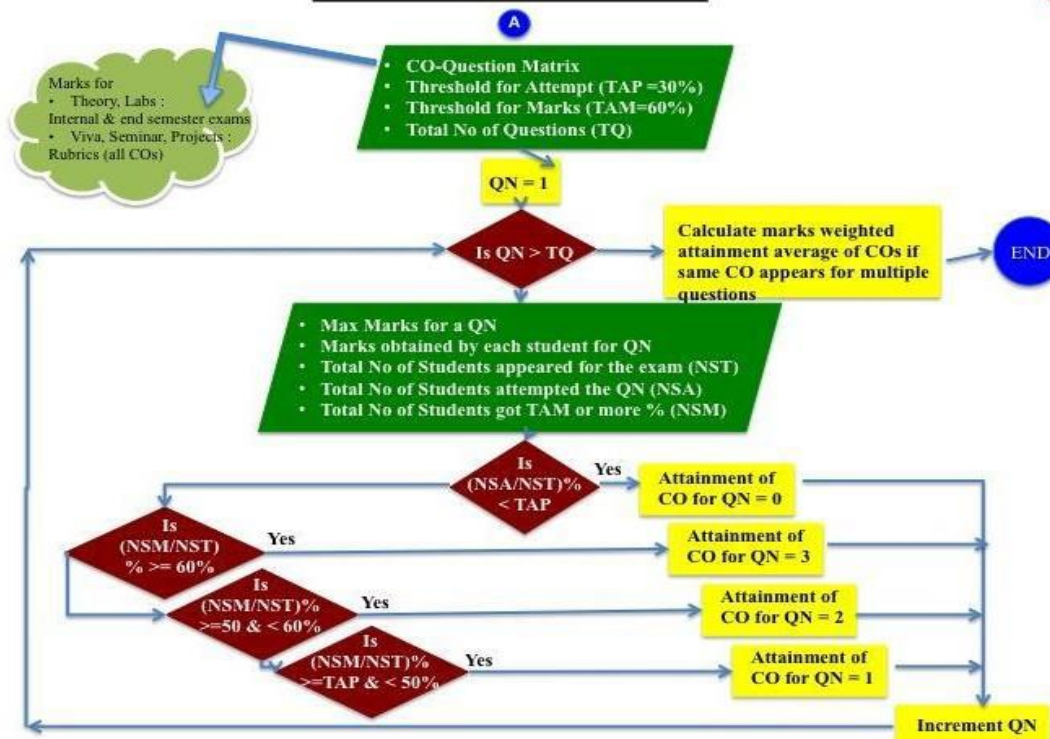 A
• CO-Question Matrix
• Threshold for Attempt (TAP =30%)
• Threshold for Marks (TAM=60%)
• Total No of Questions (TQ)
Marks for
• Theory, Labs :
Internal & end semester exams
• Viva, Seminar, Projects :
Rubrics (all COs)
QN = 1
Is QN > TQ
Calculate marks weighted
attainment average of COs if
same CO appears for multiple
questions
END
• Max Marks for a QN
• Marks obtained by each student for QN
• Total No of Students appeared for the exam (NST)
• Total No of Students attempted the QN (NSA)
• Total No of Students got TAM or more % (NSM)
Is
(NSA/NST)%
< TAP
Yes
Attainment of
CO for QN = 0
Is
(NSM/NST)
% >= 60%
Yes
Attainment of
CO for QN = 3
Is
(NSM/NST)%
>=50 & < 60%
Yes
Attainment of
CO for QN = 2
Is
(NSM/NST)%
>=TAP & < 50%
Yes
Attainment of
CO for QN = 1
Increment QN